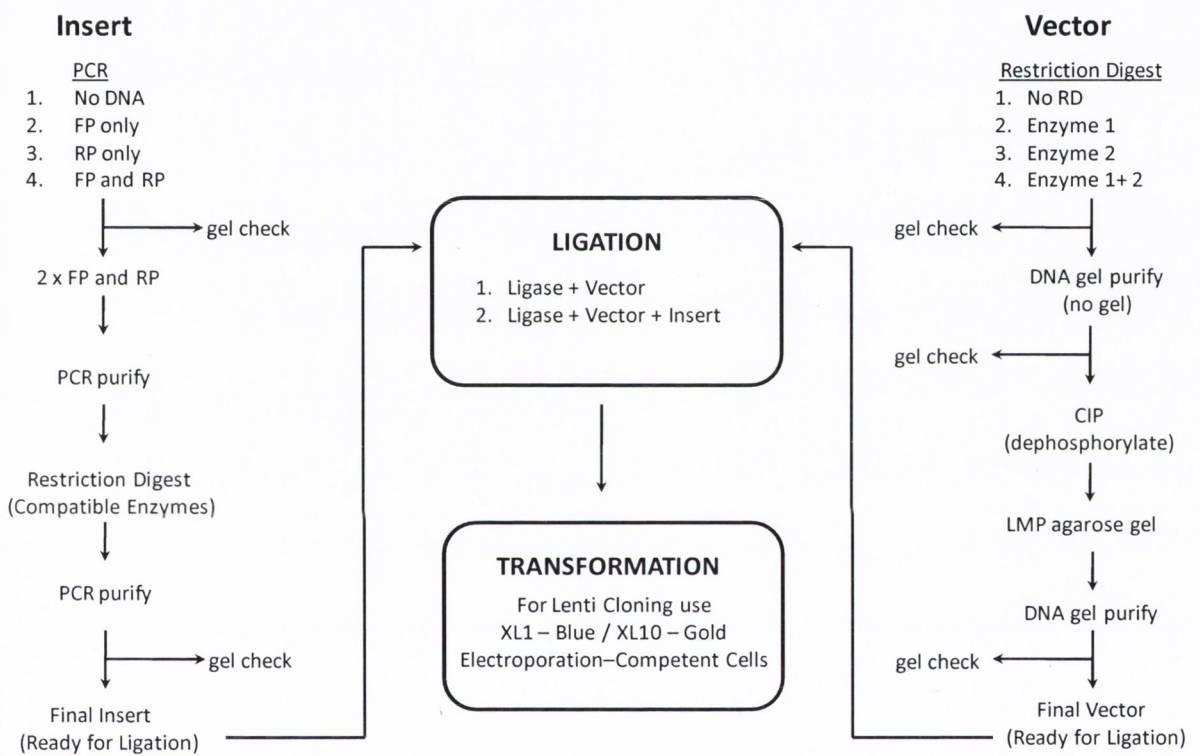 Insert
PCR
1. No DNA
2. FP only
3. RP only
4. FP and RP
gel check
2 x FP and RP
PCR purify
Restriction Digest
(Compatible Enzymes)
PCR purify
gel check
Final Insert
(Ready for Ligation)
LIGATION
1. Ligase + Vector
2. Ligase + Vector + Insert
TRANSFORMATION
For Lenti Cloning use
XL1 – Blue / XL10 – Gold
Electroporation–Competent Cells
Vector
Restriction Digest
1. No RD
2. Enzyme 1
3. Enzyme 2
4. Enzyme 1+ 2
gel check
DNA gel purify
(no gel)
gel check
CIP
(dephosphorylate)
LMP agarose gel
DNA gel purify
gel check
Final Vector
(Ready for Ligation)